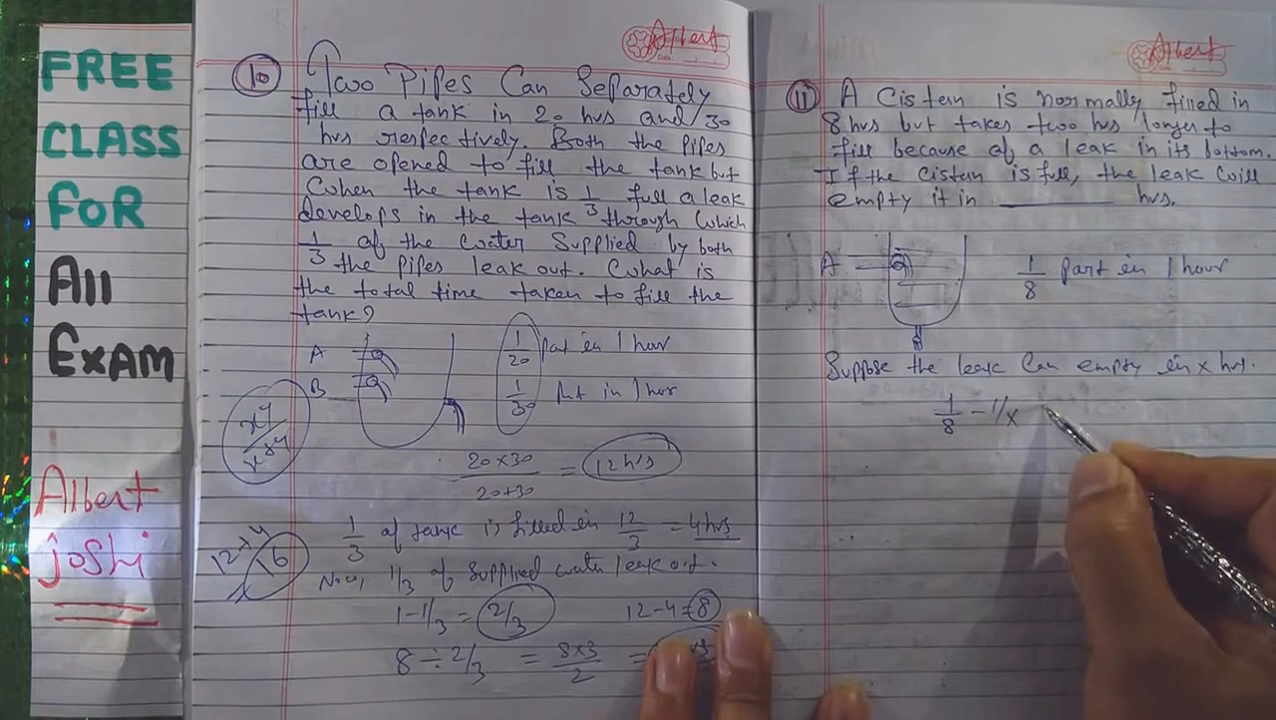 FREE
CLASS
FOR
All
EXAM
Albert
joshi
Albert
10 Two Pipes Can Separately
fill a tank in 20 hrs and 30
hrs respectively. Both the Pipes
are opened to fill the tank but
When the tank is 1/3 full a leak
develops in the tank through Which
1/3 of the Water Supplied by both
the Pipes leak out. What is
the total time taken to fill the
tank?
A 1/20 Part in 1 hour
B 1/30 Part in 1 hour
20×30/20+30 = 12 hrs
1/3 of tank is filled in 12/3 = 4hrs
12+4
16
Now, 1/3 of Supplied water leak out.
1-1/3 = 2/3 12-4=8
8÷2/3 = 8×3/2 =
Albert
11 A Cistern is normally filled in
8 hrs but takes two hrs longer to
fill because of a leak in its bottom.
If the cistern is full, the leak will
empty it in ________ hrs.
A 1/8 Part in 1 hour
Suppose the leak Can empty in x hrs.
1/8 - 1/x